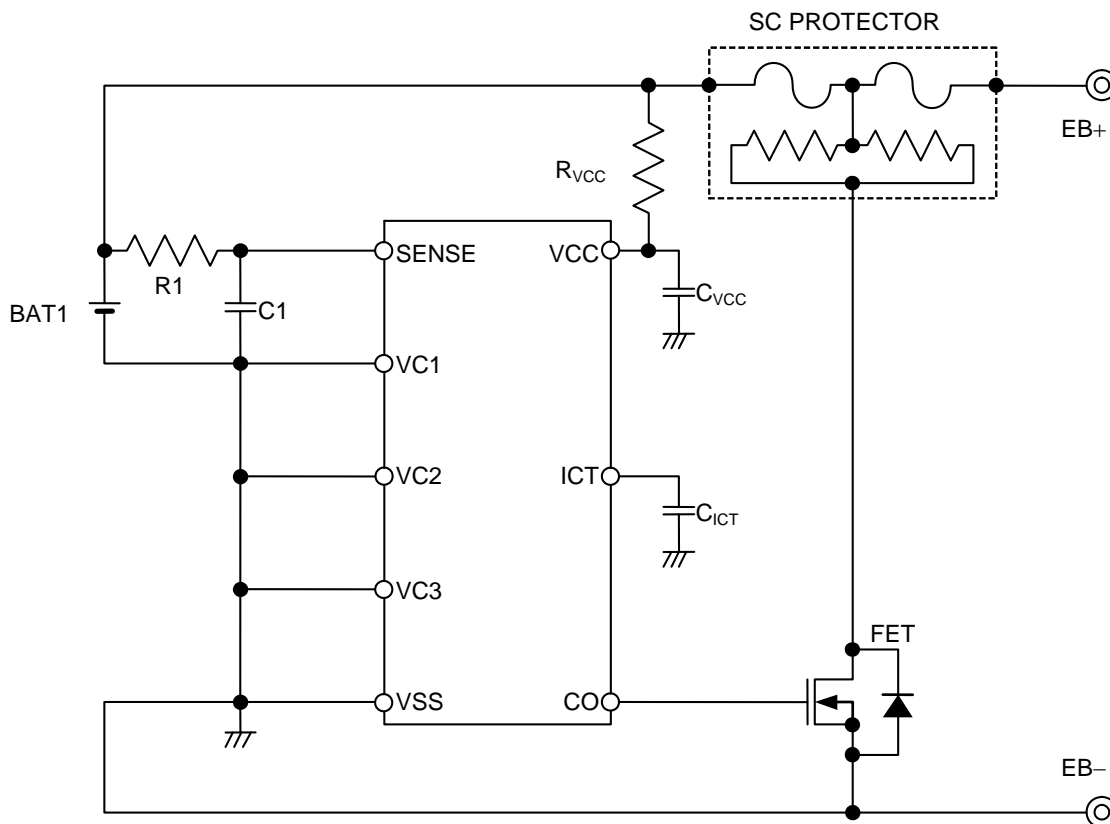 SC PROTECTOR
EB+
RVCC
SENSE
VCC
R1
BAT1
C1
CVCC
VC1
VC2
ICT
CICT
VC3
FET
VSS
CO
EB−